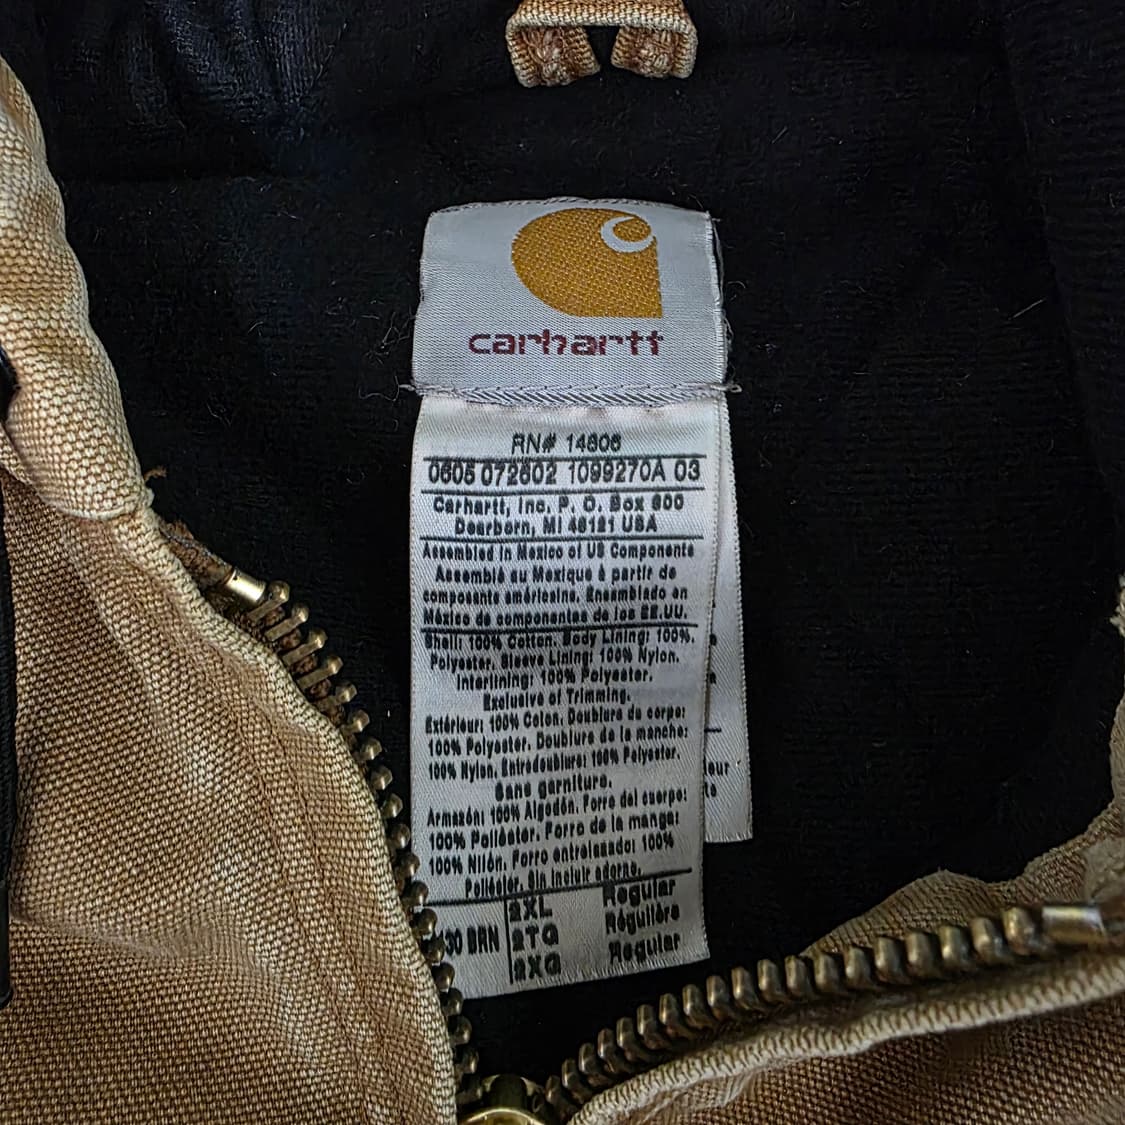 carhartt
RN# 14806
0605 072602 1099270A 03
Carhartt, Inc, P. O. Box 600
Dearborn, MI 48121 USA
Assembled in Mexico of US Components
Assemblé au Mexique à partir de
composants américains. Ensamblado en
México de componentes de los EE.UU.
Shell: 100% Cotton. Body Lining: 100%.
Polyester. Sleeve Lining: 100% Nylon.
Interlining: 100% Polyester.
Exclusive of Trimming.
Extérieur: 100% Coton. Doublure du corps:
100% Polyester. Doublure de la manche:
100% Nylon. Entredoublure: 100% Polyester.
Sans garniture.
Armazón: 100% Algodón. Forro del cuerpo:
100% Poliéster. Forro de la manga:
100% Nilón. Forro entrelazado: 100%
Poliéster. Sin incluir adorno.
2XL Regular
BRN 2TG Régulière
2XG Regular